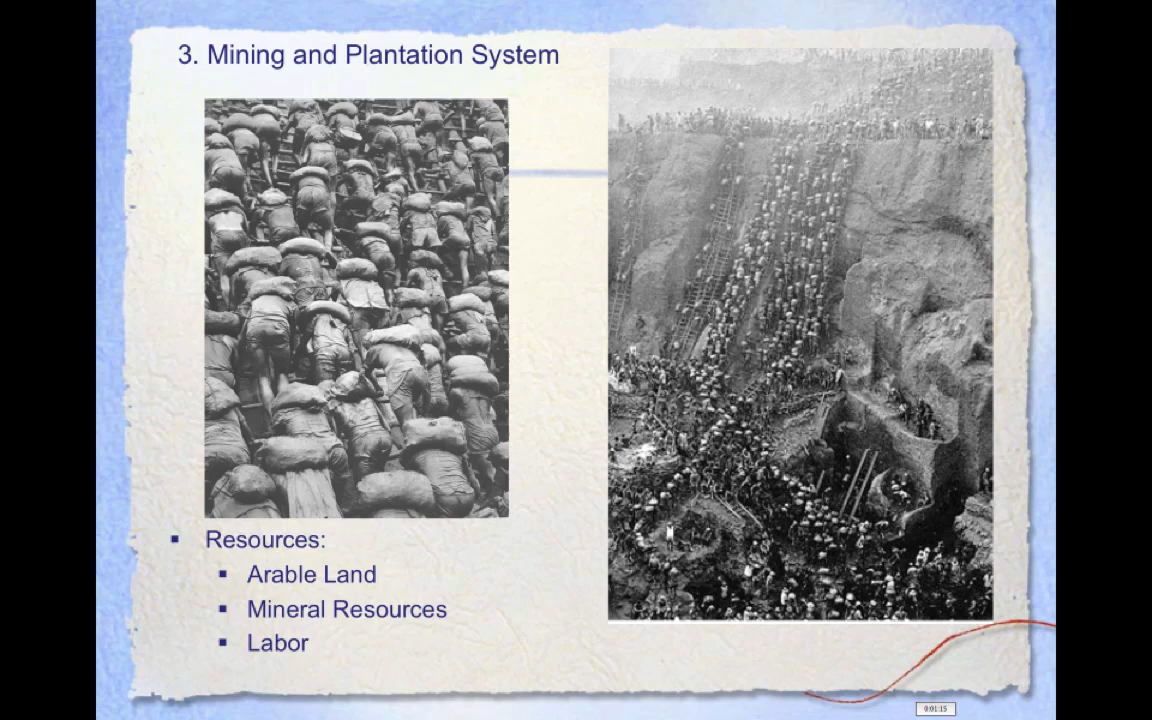 3. Mining and Plantation System
▪ Resources:
▪ Arable Land
▪ Mineral Resources
▪ Labor
0:01:15